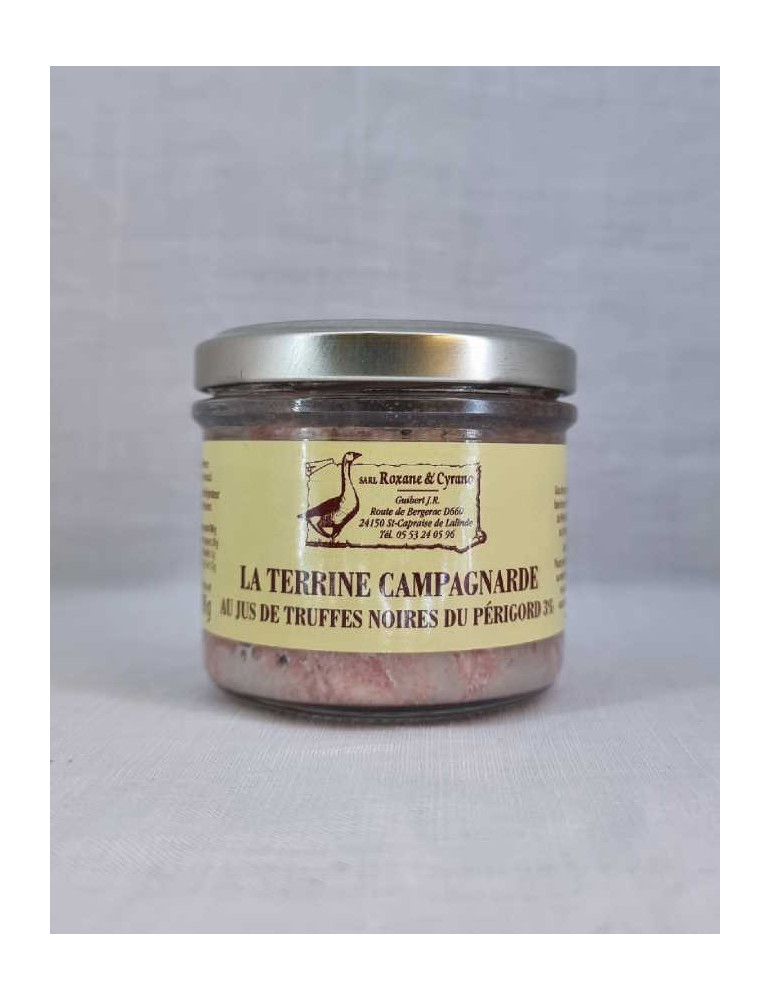 SARL Roxane & Cyrano
Guibert J.R.
Route de Bergerac D660
24150 St-Capraise de Lalinde
Tél. 05 53 24 05 96
LA TERRINE CAMPAGNARDE
AU JUS DE TRUFFES NOIRES DU PÉRIGORD 3%